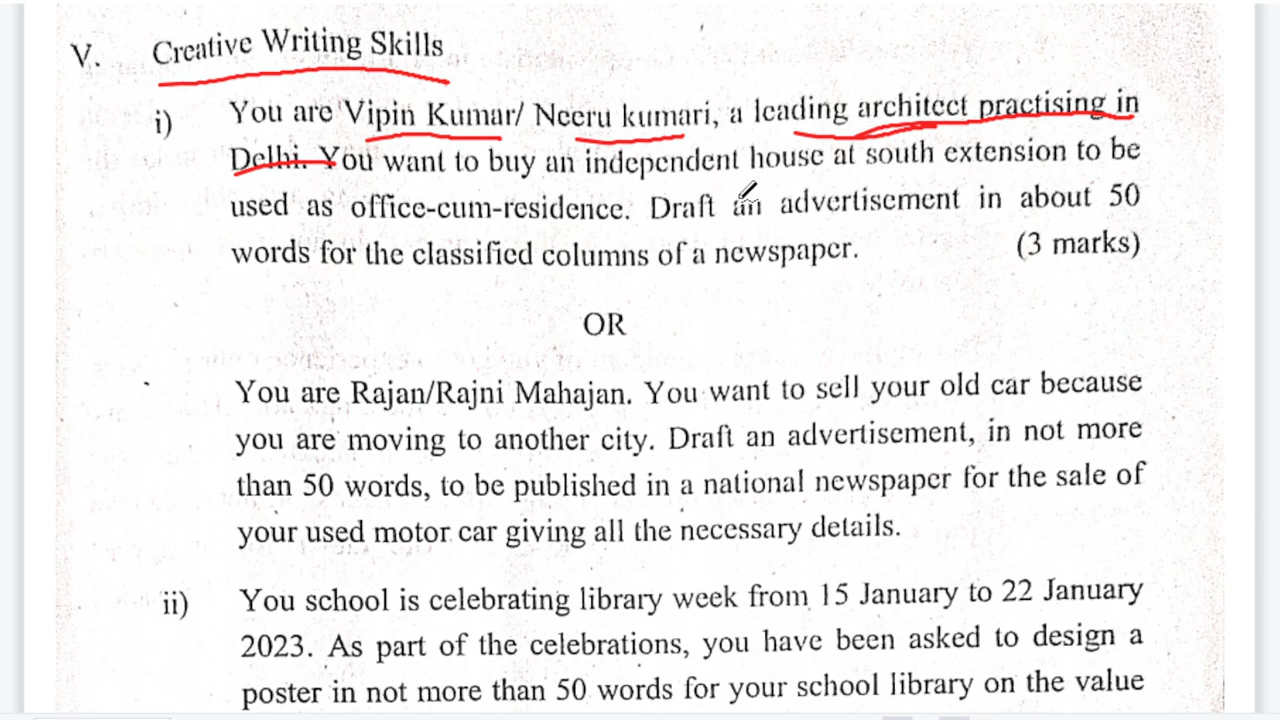 V. Creative Writing Skills
i) You are Vipin Kumar/ Neeru kumari, a leading architect practising in
Delhi. You want to buy an independent house at south extension to be
used as office-cum-residence. Draft an advertisement in about 50
words for the classified columns of a newspaper. (3 marks)
OR
You are Rajan/Rajni Mahajan. You want to sell your old car because
you are moving to another city. Draft an advertisement, in not more
than 50 words, to be published in a national newspaper for the sale of
your used motor car giving all the necessary details.
ii) You school is celebrating library week from 15 January to 22 January
2023. As part of the celebrations, you have been asked to design a
poster in not more than 50 words for your school library on the value